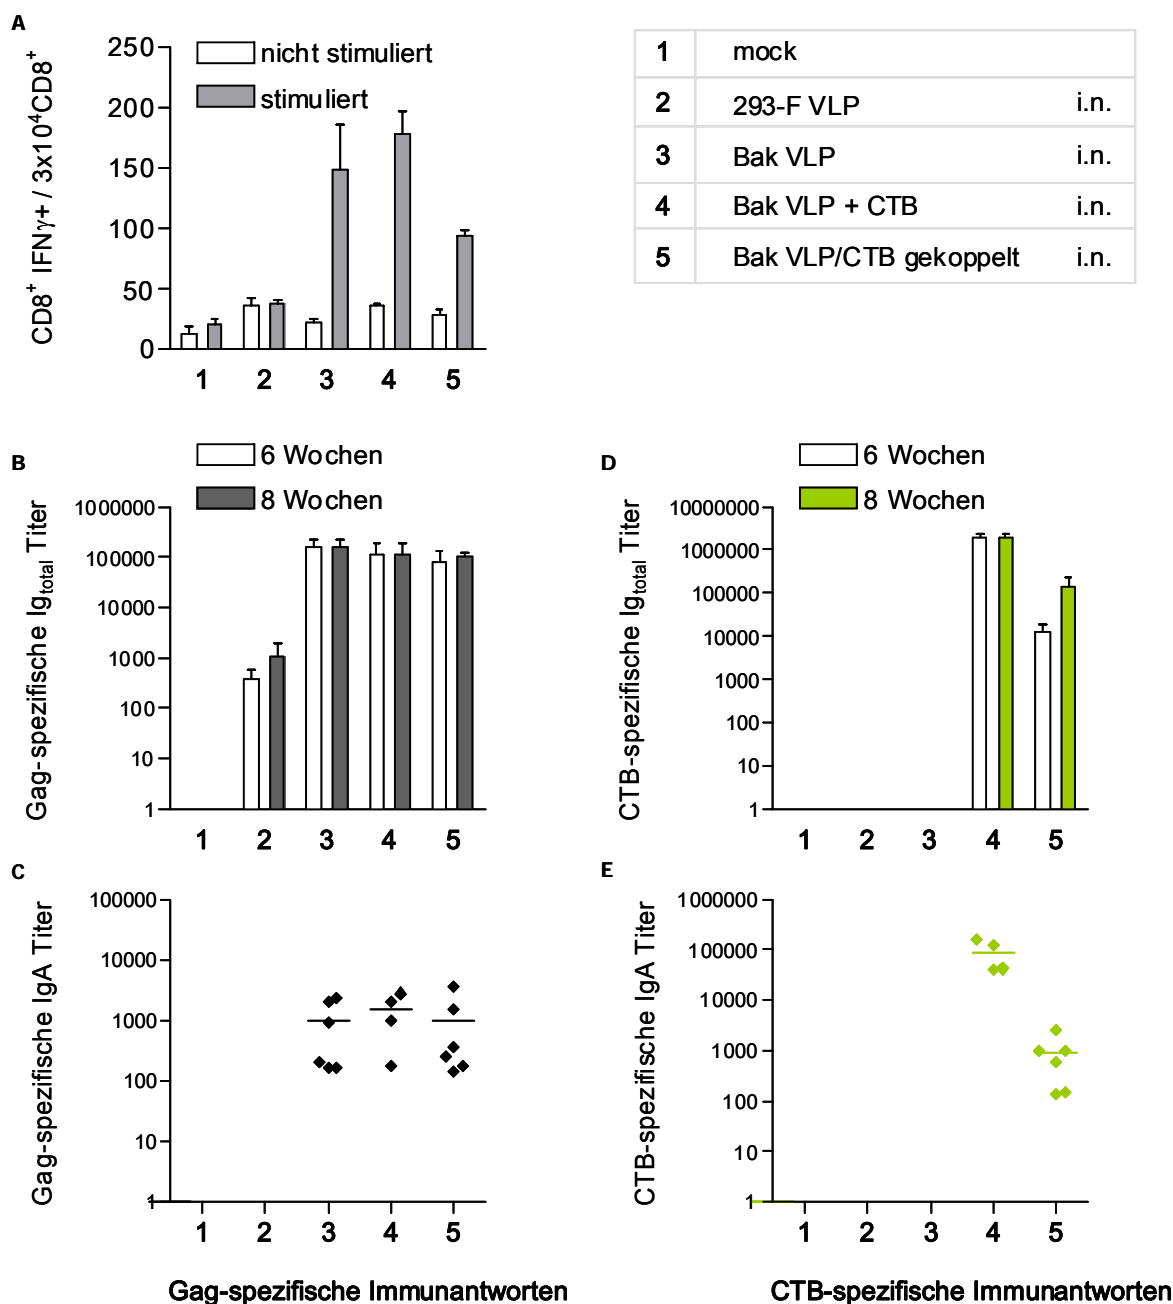 A
250
200
150
100
50
0
CD8+ IFNγ+ / 3x10⁴CD8+
nicht stimuliert
stimuliert
1 2 3 4 5
1 mock
2 293-F VLP i.n.
3 Bak VLP i.n.
4 Bak VLP + CTB i.n.
5 Bak VLP/CTB gekoppelt i.n.
B
6 Wochen
8 Wochen
Gag-spezifische Igtotal Titer
1000000
100000
10000
1000
100
10
1
1 2 3 4 5
D
6 Wochen
8 Wochen
CTB-spezifische Igtotal Titer
10000000
1000000
100000
10000
1000
100
10
1
1 2 3 4 5
C
Gag-spezifische IgA Titer
100000
10000
1000
100
10
1
1 2 3 4 5
Gag-spezifische Immunantworten
E
CTB-spezifische IgA Titer
1000000
100000
10000
1000
100
10
1
1 2 3 4 5
CTB-spezifische Immunantworten